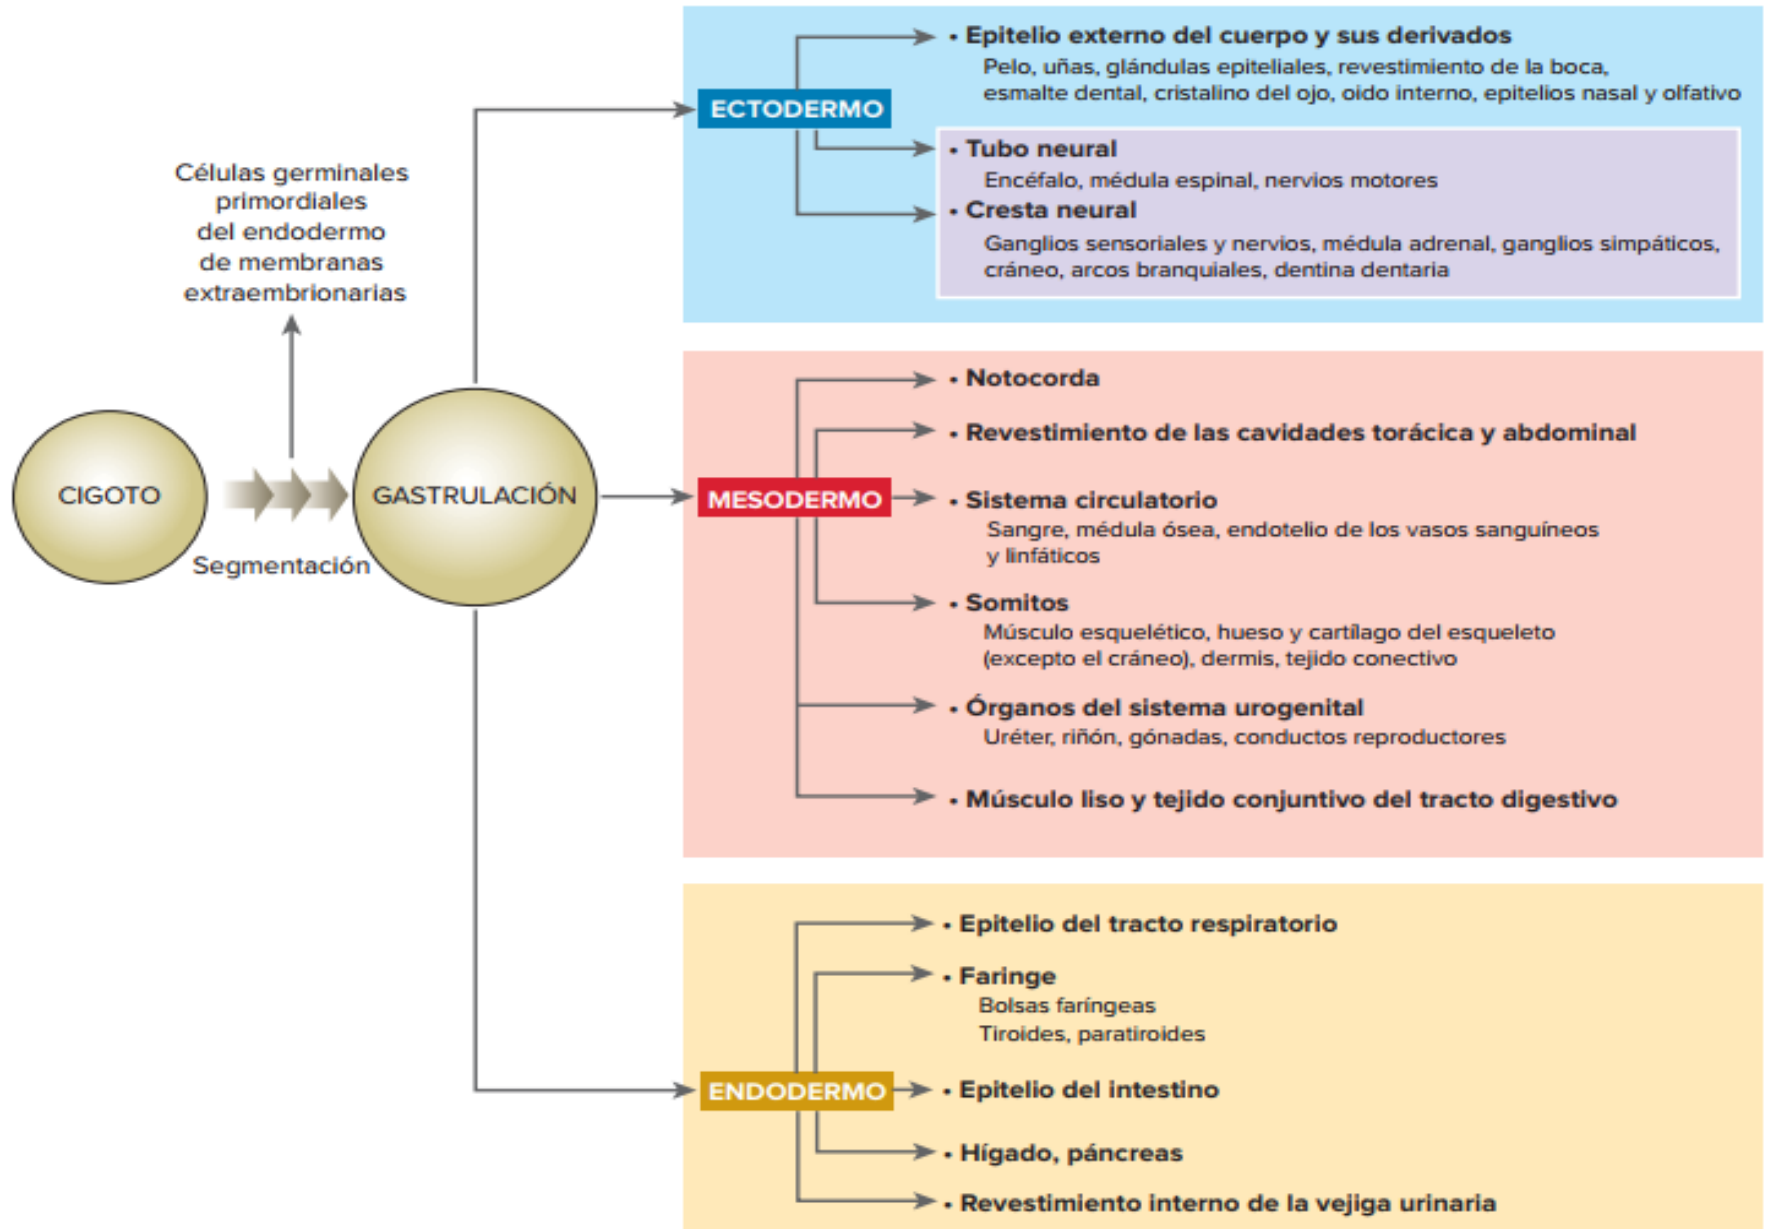 Células germinales
primordiales
del endodermo
de membranas
extraembrionarias
CIGOTO
Segmentación
GASTRULACIÓN
ECTODERMO
• Epitelio externo del cuerpo y sus derivados
Pelo, uñas, glándulas epiteliales, revestimiento de la boca,
esmalte dental, cristalino del ojo, oido interno, epitelios nasal y olfativo
• Tubo neural
Encéfalo, médula espinal, nervios motores
• Cresta neural
Ganglios sensoriales y nervios, médula adrenal, ganglios simpáticos,
cráneo, arcos branquiales, dentina dentaria
MESODERMO
• Notocorda
• Revestimiento de las cavidades torácica y abdominal
• Sistema circulatorio
Sangre, médula ósea, endotelio de los vasos sanguíneos
y linfáticos
• Somitos
Músculo esquelético, hueso y cartílago del esqueleto
(excepto el cráneo), dermis, tejido conectivo
• Órganos del sistema urogenital
Uréter, riñón, gónadas, conductos reproductores
• Músculo liso y tejido conjuntivo del tracto digestivo
ENDODERMO
• Epitelio del tracto respiratorio
• Faringe
Bolsas faríngeas
Tiroides, paratiroides
• Epitelio del intestino
• Hígado, páncreas
• Revestimiento interno de la vejiga urinaria